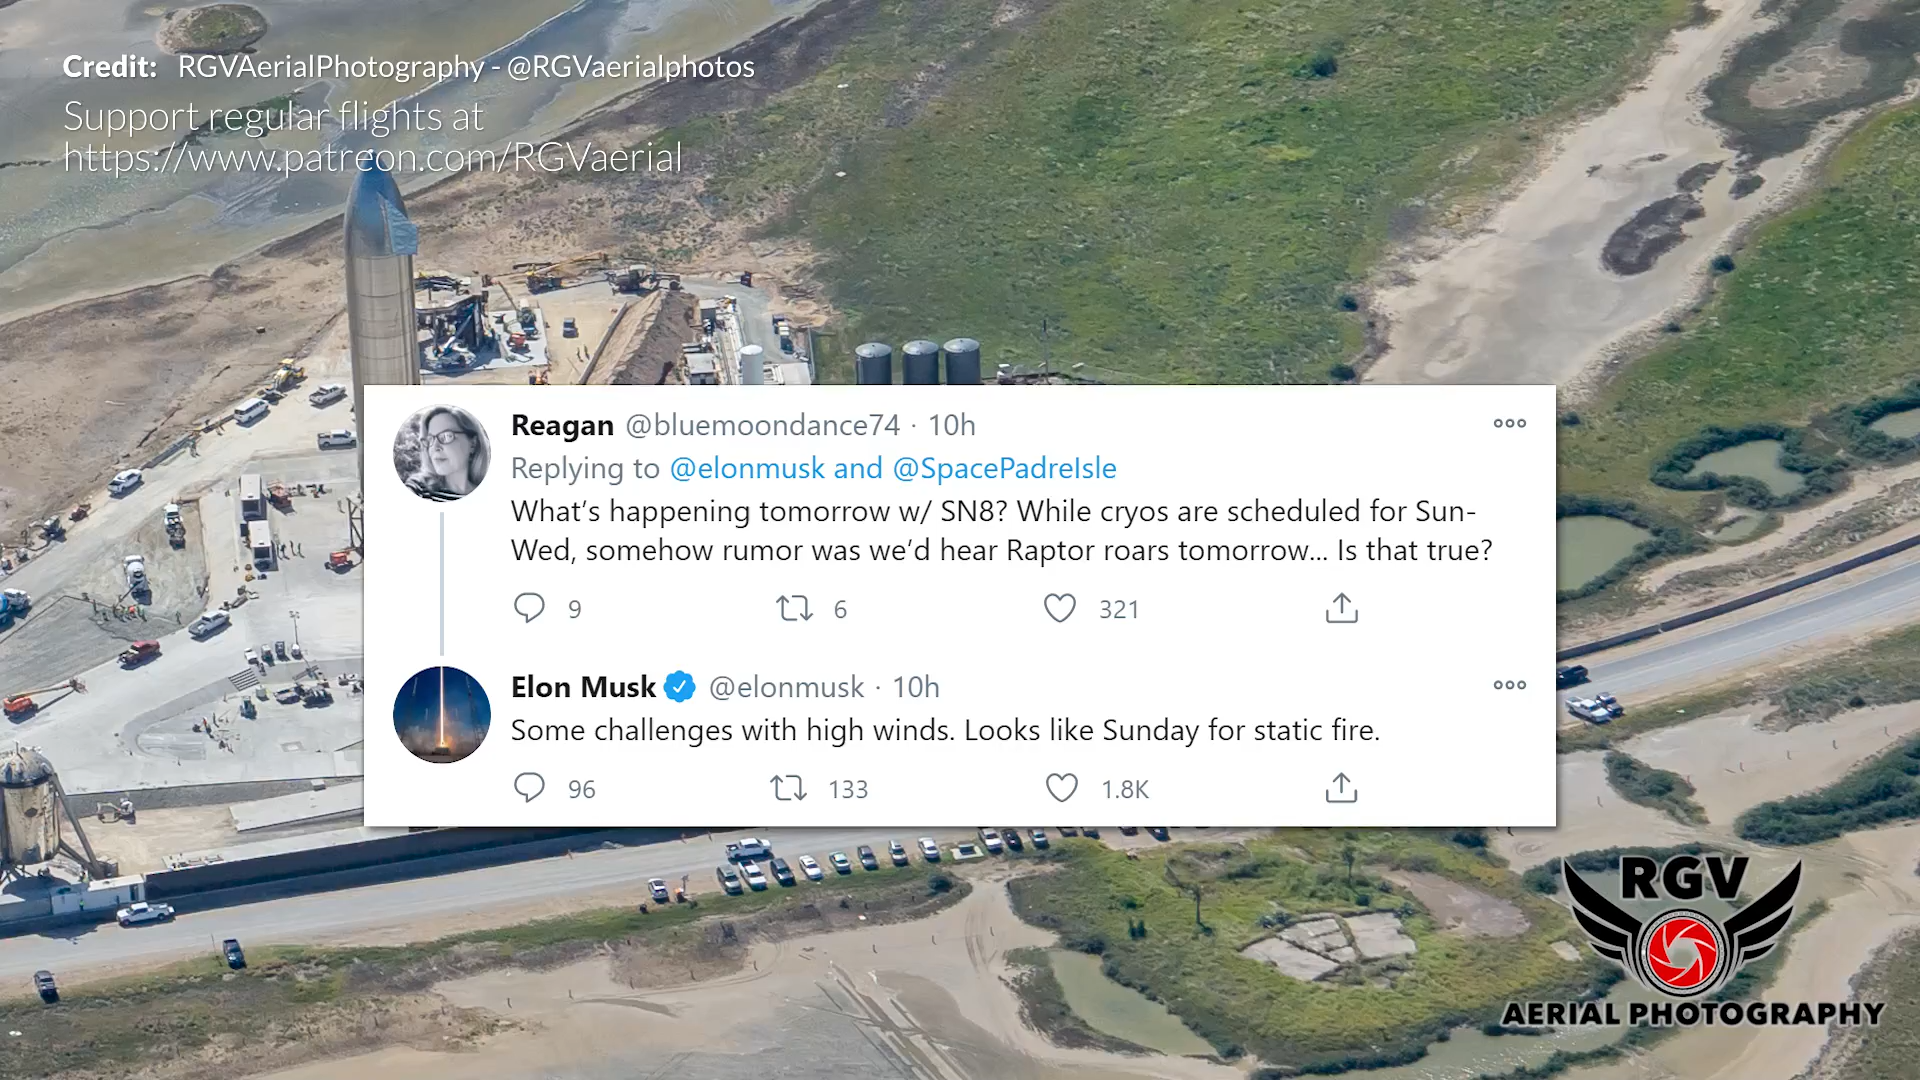 Credit: RGVAerialPhotography - @RGVaerialphotos
Support regular flights at
https://www.patreon.com/RGVaerial
Reagan @bluemoondance74 · 10h
Replying to @elonmusk and @SpacePadreIsle
What's happening tomorrow w/ SN8? While cryos are scheduled for Sun-
Wed, somehow rumor was we'd hear Raptor roars tomorrow... Is that true?
9 6 321
Elon Musk @elonmusk · 10h
Some challenges with high winds. Looks like Sunday for static fire.
96 133 1.8K
RGV
AERIAL PHOTOGRAPHY